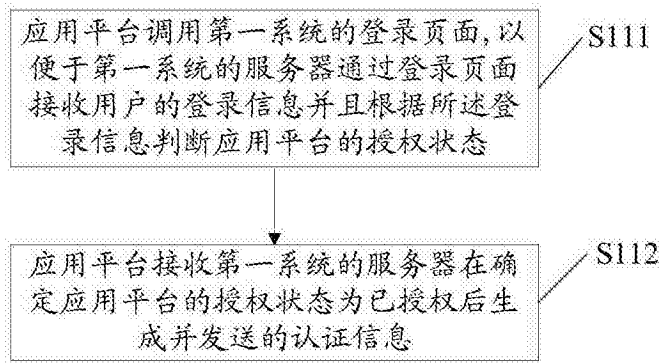 应用平台调用第一系统的登录页面,以
便于第一系统的服务器通过登录页面
接收用户的登录信息并且根据所述登
录信息判断应用平台的授权状态
S111
应用平台接收第一系统的服务器在确
定应用平台的授权状态为已授权后生
成并发送的认证信息
S112